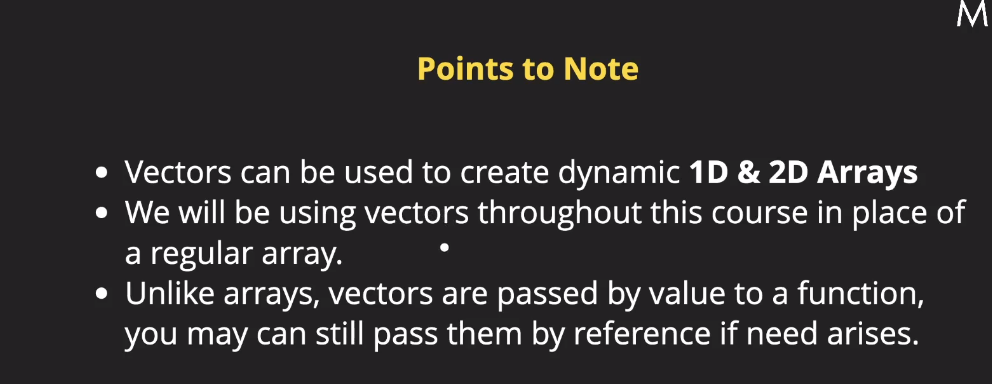 M
Points to Note
• Vectors can be used to create dynamic 1D & 2D Arrays
• We will be using vectors throughout this course in place of
a regular array.
• Unlike arrays, vectors are passed by value to a function,
you may can still pass them by reference if need arises.